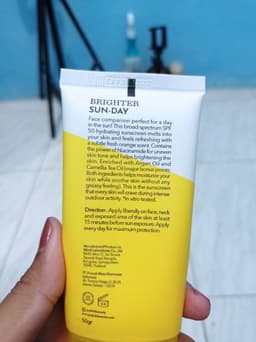 BRIGHTER
SUN-DAY
Face companion perfect for a day
in the sun! This broad spectrum, SPF
50 hydrating sunscreen melts into
your skin and feels refreshing with
a subtle fresh orange scent. Contains
the power of Niacinamide for uneven
skin tone and helps brightening the
skin. Enriched with Argan Oil and
Camellia Tea Oil (major bonus points.
Both ingredients helps moisturize your
skin while soothe skin without any
greasy feeling). This is the sunscreen
that every skin will crave during intense
outdoor activity. *In vitro tested.
Direction : Apply liberally on face, neck
and exposed area of the skin at least
15 minutes before sun exposure. Apply
every day for maximum protection.
50gr